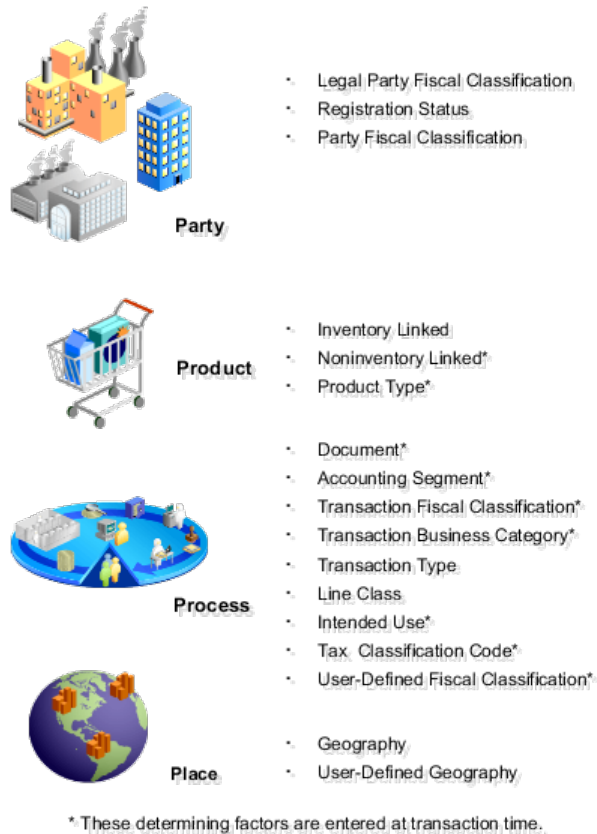 · Legal Party Fiscal Classification
· Registration Status
· Party Fiscal Classification
Party
· Inventory Linked
· Noninventory Linked*
Product
· Product Type*
· Document*
· Accounting Segment*
· Transaction Fiscal Classification*
· Transaction Business Category*
· Transaction Type
· Line Class
Process
· Intended Use*
· Tax Classification Code*
· User-Defined Fiscal Classification*
· Geography
Place
· User-Defined Geography
* These determining factors are entered at transaction time.